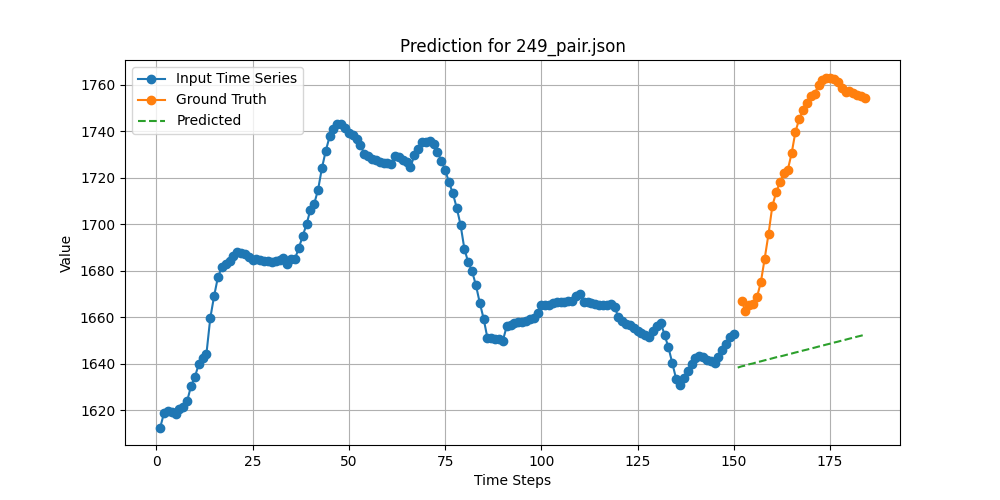 Prediction for 249_pair.json
Input Time Series
Ground Truth
Predicted
1760
1740
1720
1700
1680
1660
1640
1620
Value
0 25 50 75 100 125 150 175
Time Steps